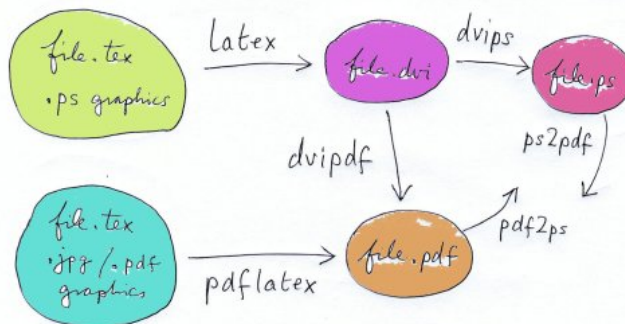 file.tex
.ps graphics
latex
file.dvi
dvips
file.ps
dvipdf
ps2pdf
file.tex
.jpg/.pdf
graphics
pdflatex
file.pdf
pdf2ps